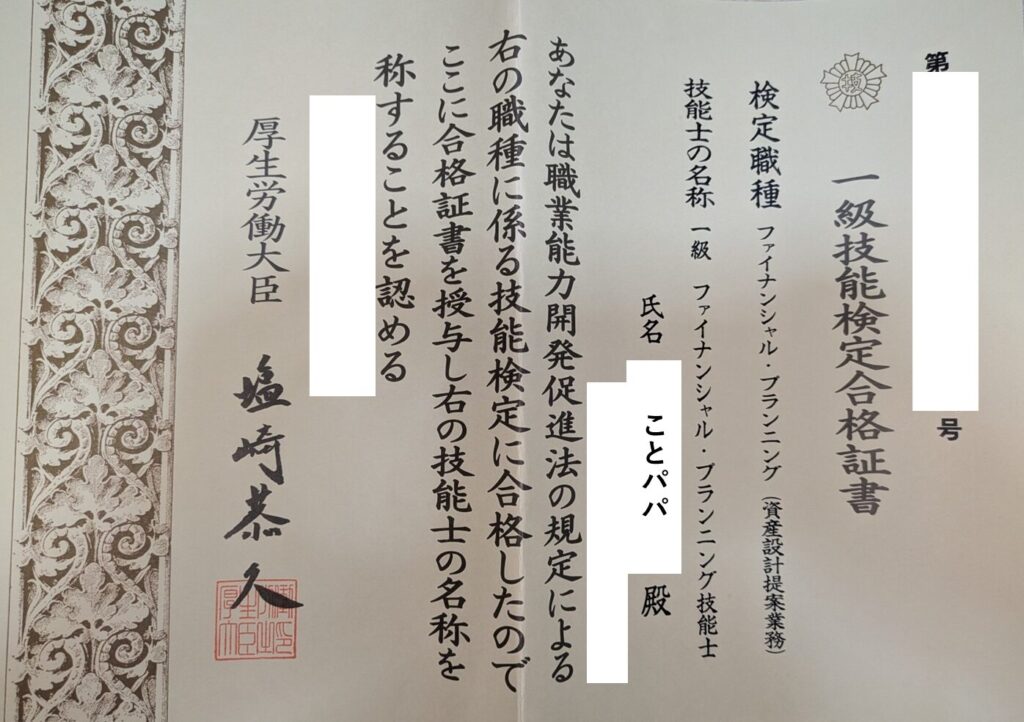 第
号
一級技能検定合格証書
検定職種 ファイナンシャル・プランニング (資産設計提案業務)
技能士の名称 一級 ファイナンシャル・プランニング技能士
氏名 ことパパ 殿
あなたは職業能力開発促進法の規定による
右の職種に係る技能検定に合格したので
ここに合格証書を授与し右の技能士の名称を
称することを認める
厚生労働大臣 塩崎恭久